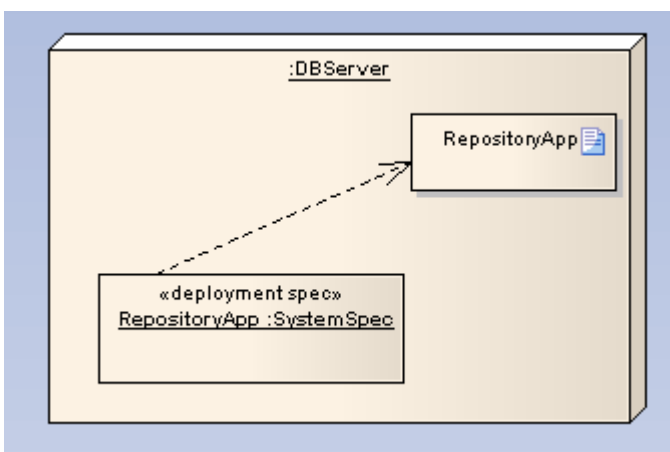 :DBServer
RepositoryApp
«deployment spec»
RepositoryApp :SystemSpec